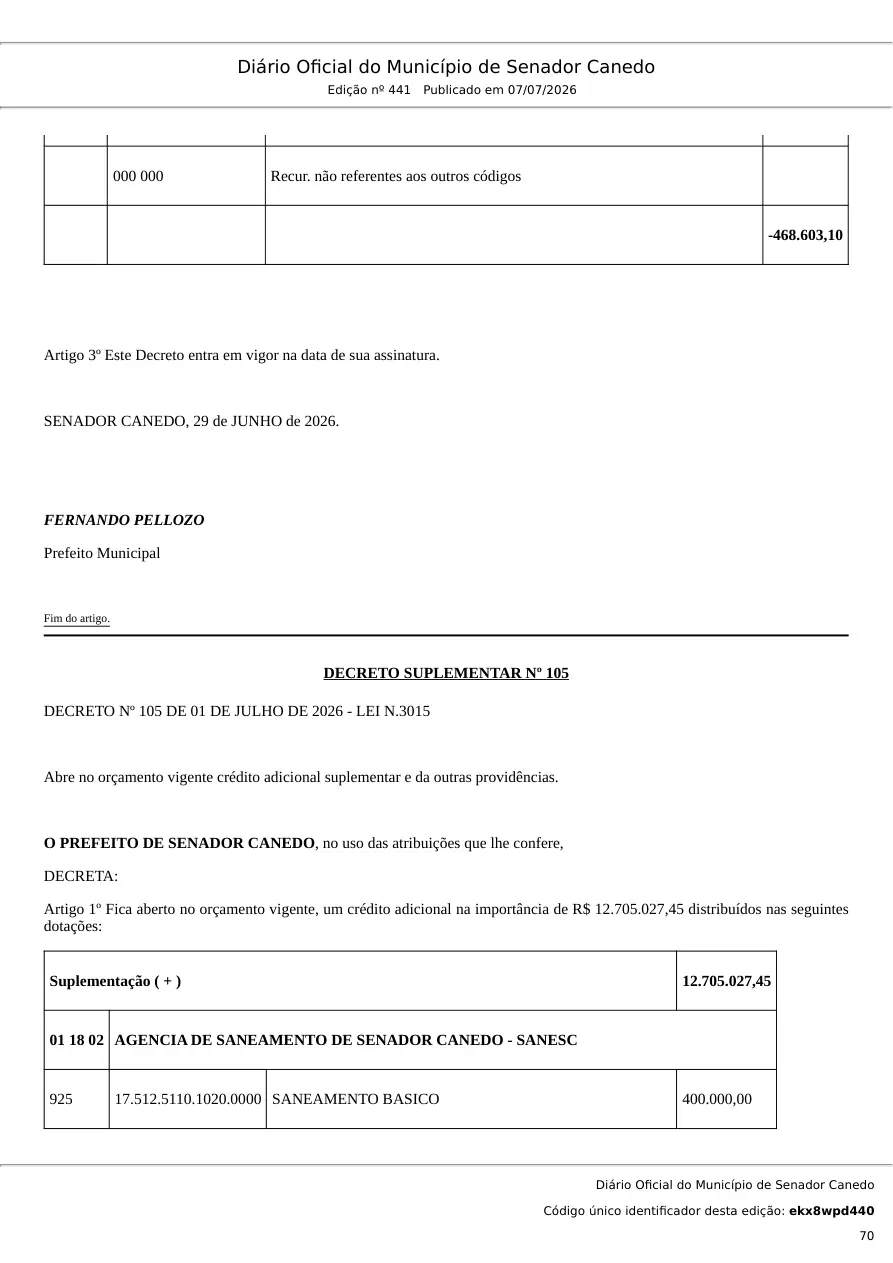 Diário Oficial do Município de Senador Canedo
Edição nº 441 Publicado em 07/07/2026
000 000 Recur. não referentes aos outros códigos
-468.603,10
Artigo 3º Este Decreto entra em vigor na data de sua assinatura.
SENADOR CANEDO, 29 de JUNHO de 2026.
FERNANDO PELLOZO
Prefeito Municipal
Fim do artigo.
DECRETO SUPLEMENTAR Nº 105
DECRETO Nº 105 DE 01 DE JULHO DE 2026 - LEI N.3015
Abre no orçamento vigente crédito adicional suplementar e da outras providências.
O PREFEITO DE SENADOR CANEDO, no uso das atribuições que lhe confere,
DECRETA:
Artigo 1º Fica aberto no orçamento vigente, um crédito adicional na importância de R$ 12.705.027,45 distribuídos nas seguintes
dotações:
Suplementação ( + ) 12.705.027,45
01 18 02 AGENCIA DE SANEAMENTO DE SENADOR CANEDO - SANESC
925 17.512.5110.1020.0000 SANEAMENTO BASICO 400.000,00
Diário Oficial do Município de Senador Canedo
Código único identificador desta edição: ekx8wpd440
70